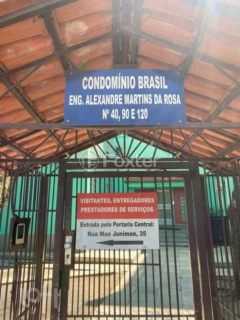 CONDOMÍNIO BRASIL
ENG. ALEXANDRE MARTINS DA ROSA
Nº 40, 90 E 120
Foxter
VISITANTES, ENTREGADORES
PRESTADORES DE SERVIÇOS
Entrada pela Portaria Central:
Rua Max Juniman, 35